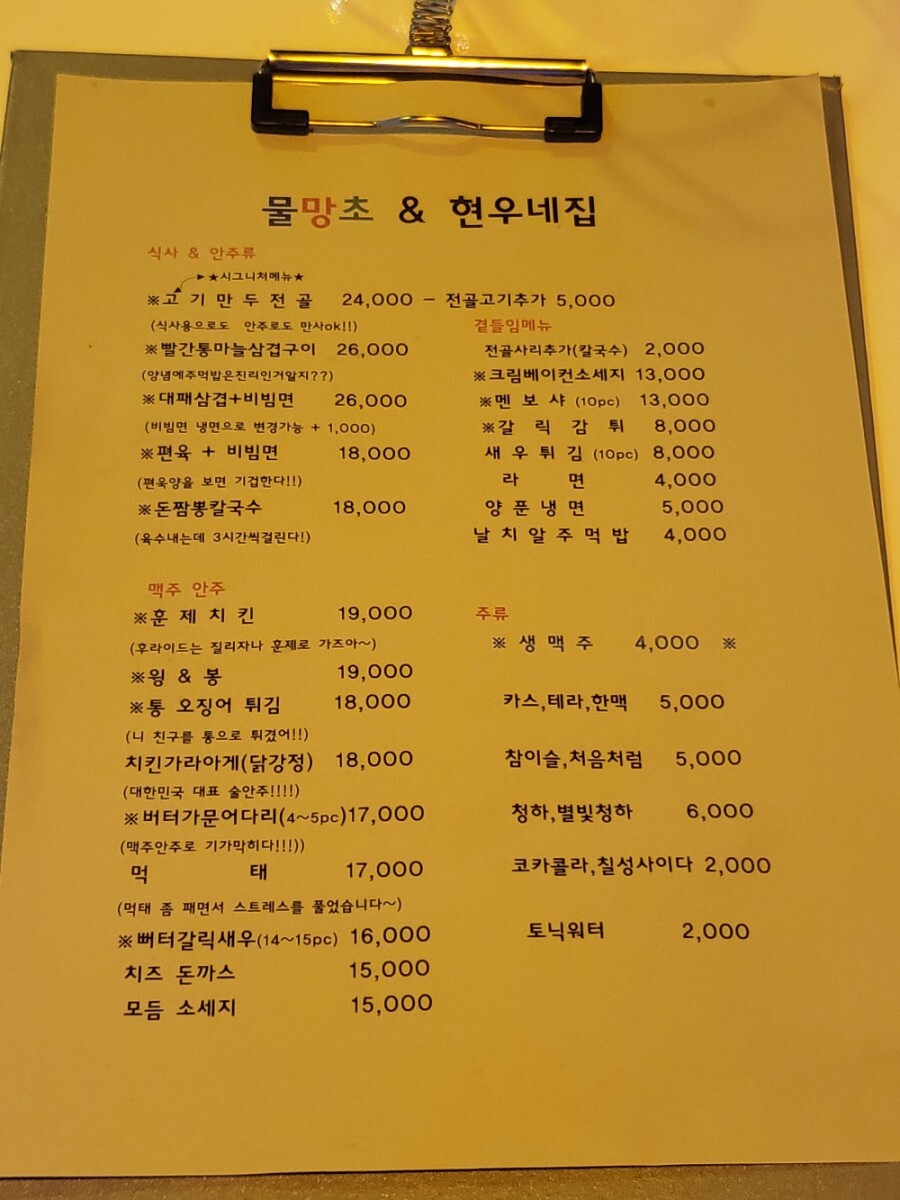 물망초 & 현우네집
식사 & 안주류
►★시그니처메뉴★
※고 기 만 두 전 골 24,000 – 전골고기추가 5,000
(식사용으로도 안주로도 만사ok!!)
※빨간통마늘삼겹구이 26,000
(양념에주먹밥은진리인거알지??)
※대패삼겹+비빔면 26,000
(비빔면 냉면으로 변경가능 + 1,000)
※편육 + 비빔면 18,000
(편육양을 보면 기겁한다!!)
※돈짬뽕칼국수 18,000
(육수내는데 3시간씩걸린다!)
곁들임메뉴
전골사리추가(칼국수) 2,000
※크림베이컨소세지 13,000
※멘 보 샤 (10pc) 13,000
※갈 릭 감 튀 8,000
새 우 튀 김 (10pc) 8,000
라 면 4,000
양 푼 냉 면 5,000
날 치 알 주 먹 밥 4,000
맥주 안주
※훈 제 치 킨 19,000
(후라이드는 질리자나 훈제로 가즈아~)
※윙 & 봉 19,000
※통 오징어 튀김 18,000
(니 친구를 통으로 튀겼어!!)
치킨가라아게(닭강정) 18,000
(대한민국 대표 술안주!!!!)
※버터가문어다리(4~5pc)17,000
(맥주안주로 기가막히다!!!))
먹 태 17,000
(먹태 좀 패면서 스트레스를 풀었습니다~)
※뻐터갈릭새우(14~15pc) 16,000
치즈 돈까스 15,000
모듬 소세지 15,000
주류
※ 생 맥 주 4,000 ※
카스,테라,한맥 5,000
참이슬,처음처럼 5,000
청하,별빛청하 6,000
코카콜라,칠성사이다 2,000
토닉워터 2,000